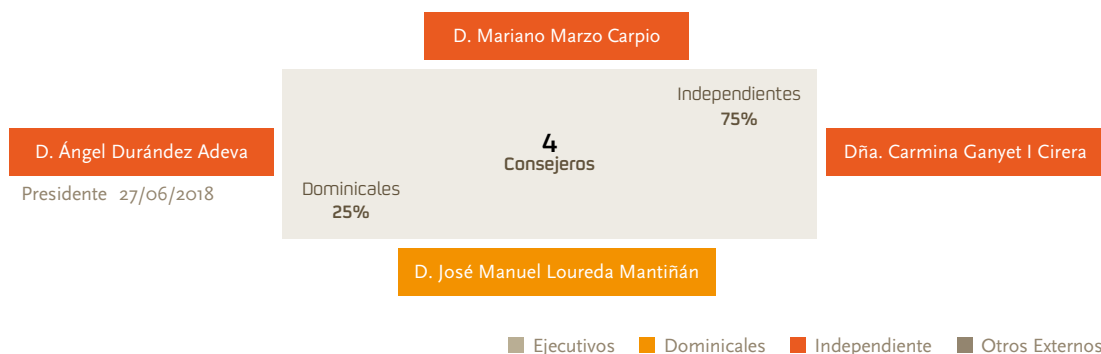 D. Mariano Marzo Carpio
Independientes
75%
D. Ángel Durández Adeva
4
Consejeros
Dña. Carmina Ganyet I Cirera
Presidente 27/06/2018
Dominicales
25%
D. José Manuel Loureda Mantiñán
Ejecutivos Dominicales Independiente Otros Externos